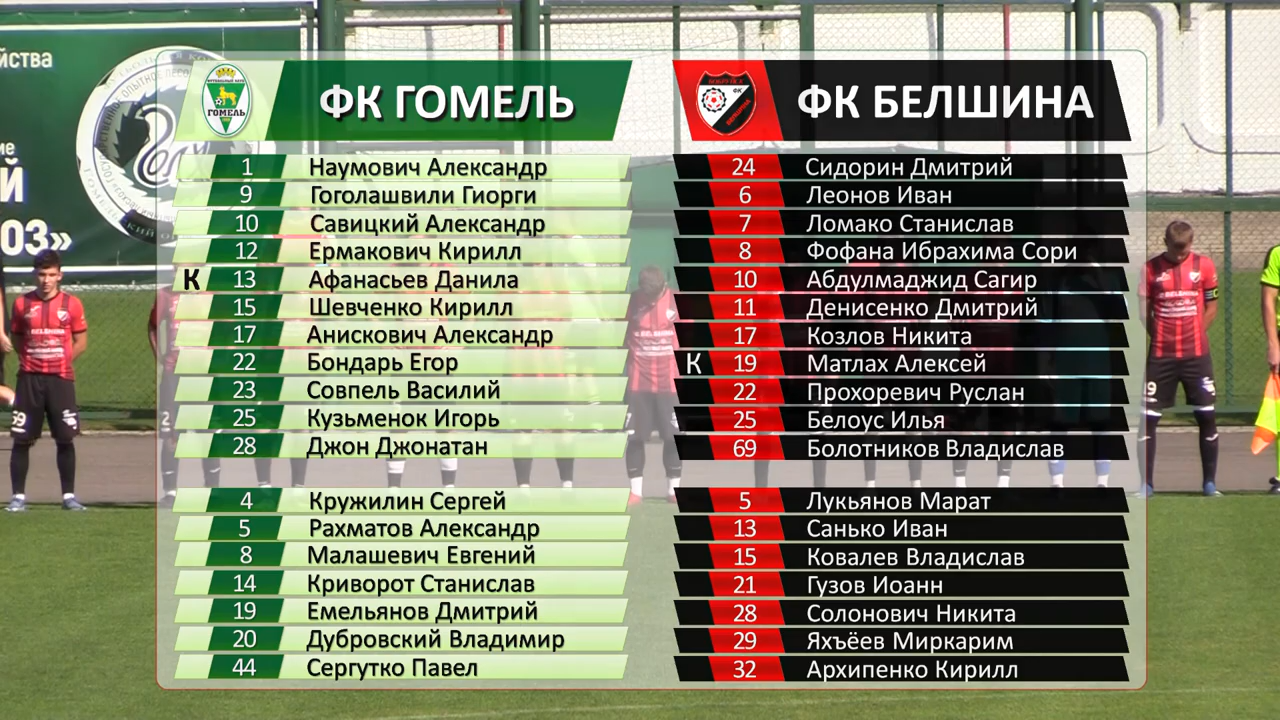 ФК ГОМЕЛЬ
1 Наумович Александр
9 Гоголашвили Гиорги
10 Савицкий Александр
12 Ермакович Кирилл
К 13 Афанасьев Данила
15 Шевченко Кирилл
17 Анискович Александр
22 Бондарь Егор
23 Совпель Василий
25 Кузьменок Игорь
28 Джон Джонатан
4 Кружилин Сергей
5 Рахматов Александр
8 Малашевич Евгений
14 Криворот Станислав
19 Емельянов Дмитрий
20 Дубровский Владимир
44 Сергутко Павел
ФК БЕЛШИНА
24 Сидорин Дмитрий
6 Леонов Иван
7 Ломако Станислав
8 Фофана Ибрахима Сори
10 Абдулмаджид Сагир
11 Денисенко Дмитрий
17 Козлов Никита
К 19 Матлах Алексей
22 Прохоревич Руслан
25 Белоус Илья
69 Болотников Владислав
5 Лукьянов Марат
13 Санько Иван
15 Ковалев Владислав
21 Гузов Иоанн
28 Солонович Никита
29 Яхъёев Миркарим
32 Архипенко Кирилл
ГОМЕЛЬ
ФК